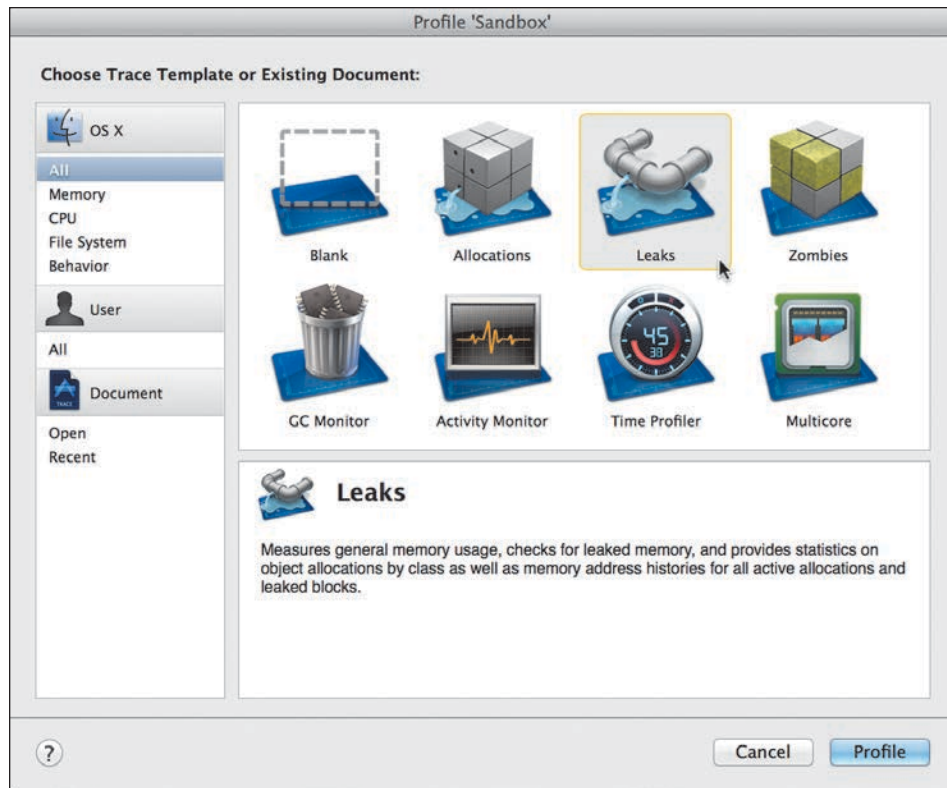 Profile 'Sandbox'
Choose Trace Template or Existing Document:
OS X
All
Memory
CPU
File System
Behavior
User
All
TRACE
Document
Open
Recent
Blank
Allocations
Leaks
Zombies
45
38
GC Monitor
Activity Monitor
Time Profiler
Multicore
Leaks
Measures general memory usage, checks for leaked memory, and provides statistics on
object allocations by class as well as memory address histories for all active allocations and
leaked blocks.
?
Cancel
Profile